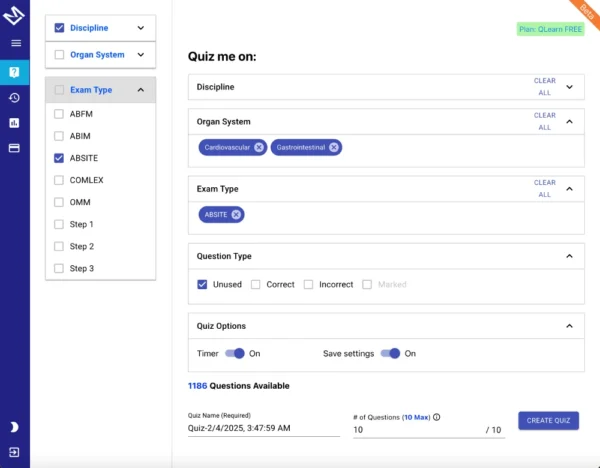 Beta
Plan: QLearn FREE
Discipline
Organ System
Exam Type
ABFM
ABIM
ABSITE
COMLEX
OMM
Step 1
Step 2
Step 3
Quiz me on:
Discipline
CLEAR
ALL
Organ System
CLEAR
ALL
Cardiovascular
Gastrointestinal
Exam Type
CLEAR
ALL
ABSITE
Question Type
Unused
Correct
Incorrect
Marked
Quiz Options
Timer On
Save settings On
1186 Questions Available
Quiz Name (Required)
Quiz-2/4/2025, 3:47:59 AM
# of Questions (10 Max)
10 / 10
CREATE QUIZ